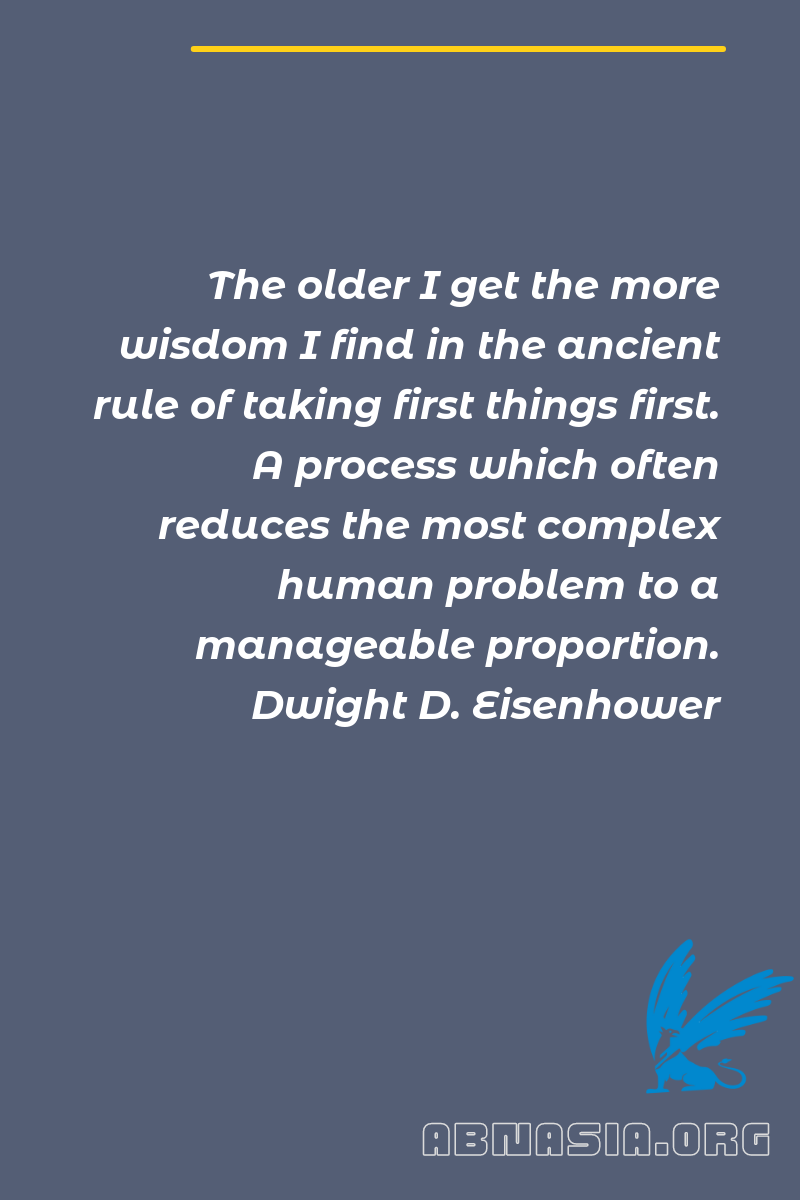 The older I get the more
wisdom I find in the ancient
rule of taking first things first.
A process which often
reduces the most complex
human problem to a
manageable proportion.
Dwight D. Eisenhower
ABNASIA.ORG